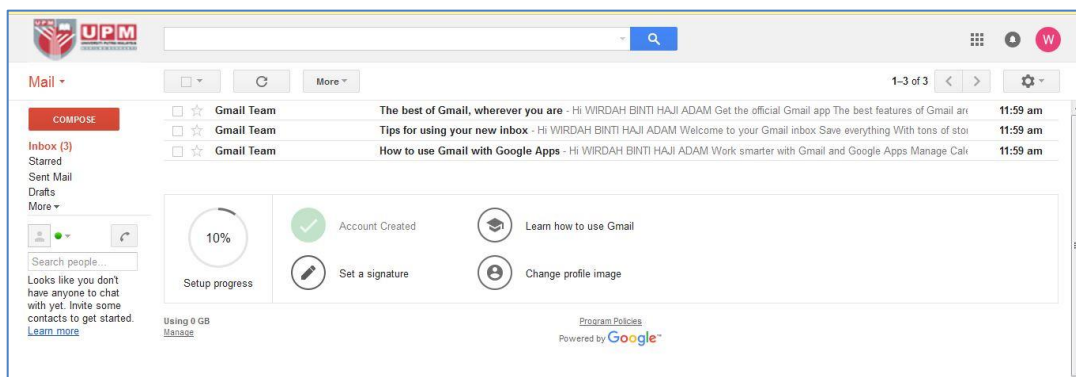 UPM
W
Mail
More
1–3 of 3
COMPOSE
Gmail Team The best of Gmail, wherever you are - Hi WIRDAH BINTI HAJI ADAM Get the official Gmail app The best features of Gmail are 11:59 am
Gmail Team Tips for using your new inbox - Hi WIRDAH BINTI HAJI ADAM Welcome to your Gmail inbox Save everything With tons of stor 11:59 am
Gmail Team How to use Gmail with Google Apps - Hi WIRDAH BINTI HAJI ADAM Work smarter with Gmail and Google Apps Manage Cale 11:59 am
Inbox (3)
Starred
Sent Mail
Drafts
More
Search people...
Looks like you don't
have anyone to chat
with yet. Invite some
contacts to get started.
Learn more
10%
Setup progress
Account Created
Learn how to use Gmail
Set a signature
Change profile image
Using 0 GB
Manage
Program Policies
Powered by Google™